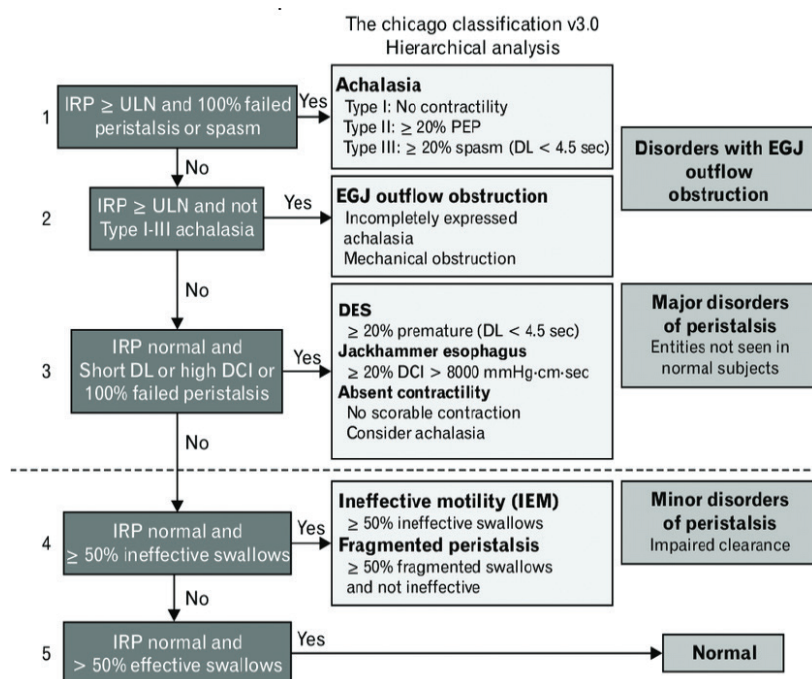 The chicago classification v3.0
Hierarchical analysis
1
IRP ≥ ULN and 100% failed
peristalsis or spasm
Yes
Achalasia
Type I: No contractility
Type II: ≥ 20% PEP
Type III: ≥ 20% spasm (DL < 4.5 sec)
Disorders with EGJ
outflow
obstruction
No
2
IRP ≥ ULN and not
Type I-III achalasia
Yes
EGJ outflow obstruction
Incompletely expressed
achalasia
Mechanical obstruction
No
3
IRP normal and
Short DL or high DCI or
100% failed peristalsis
Yes
DES
≥ 20% premature (DL < 4.5 sec)
Jackhammer esophagus
≥ 20% DCI > 8000 mmHg·cm·sec
Absent contractility
No scorable contraction
Consider achalasia
Major disorders
of peristalsis
Entities not seen in
normal subjects
No
4
IRP normal and
≥ 50% ineffective swallows
Yes
Ineffective motility (IEM)
≥ 50% ineffective swallows
Fragmented peristalsis
≥ 50% fragmented swallows
and not ineffective
Minor disorders
of peristalsis
Impaired clearance
No
5
IRP normal and
> 50% effective swallows
Yes
Normal